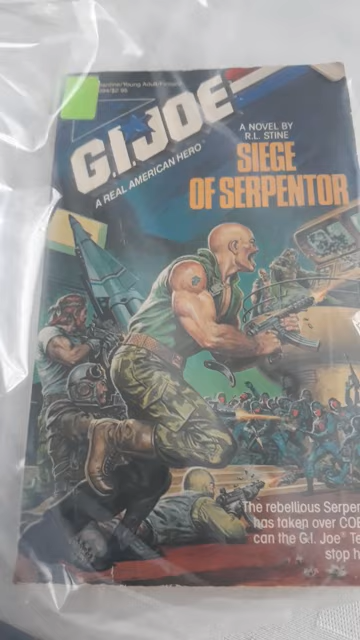 Ballantine/Young Adult/Fiction
G.I. JOE
A REAL AMERICAN HERO
A NOVEL BY
R.L. STINE
SIEGE
OF SERPENTOR
The rebellious Serpen
has taken over COB
can the G.I. Joe® Te
stop h